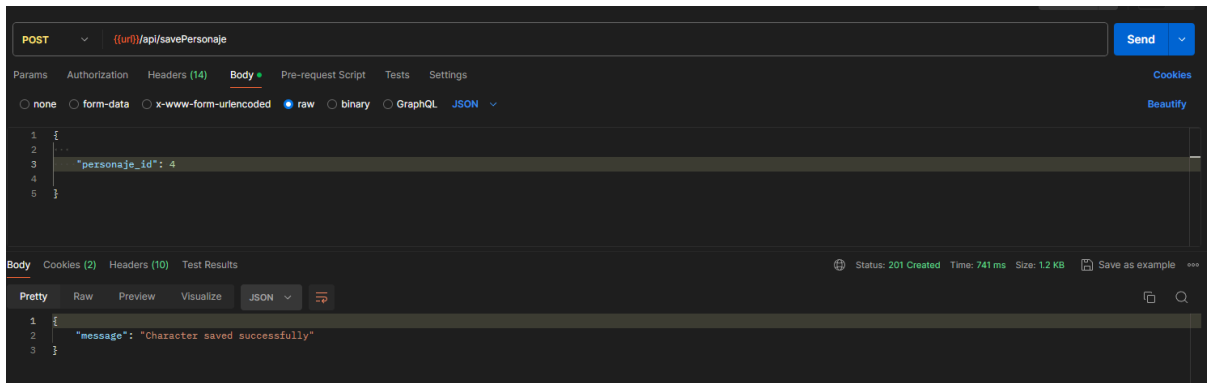 POST {{url}}/api/savePersonaje Send
Params Authorization Headers (14) Body Pre-request Script Tests Settings Cookies
none form-data x-www-form-urlencoded raw binary GraphQL JSON Beautify
1 {
2
3 "personaje_id": 4
4
5 }
Body Cookies (2) Headers (10) Test Results Status: 201 Created Time: 741 ms Size: 1.2 KB Save as example
Pretty Raw Preview Visualize JSON
1 {
2 "message": "Character saved successfully"
3 }